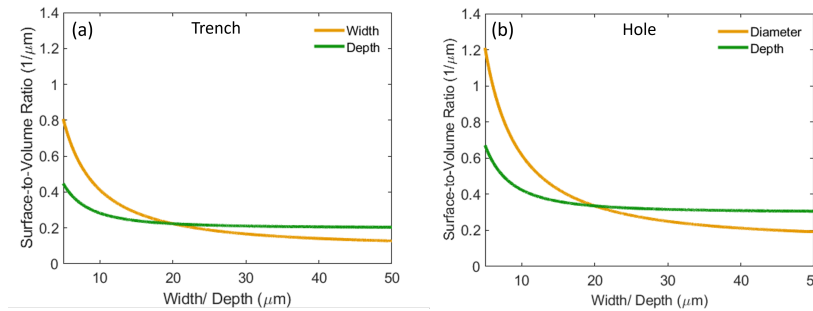 (a) Trench
Width
Depth
Surface-to-Volume Ratio (1/μm)
1.4
1.2
1
0.8
0.6
0.4
0.2
0
10 20 30 40 50
Width/ Depth (μm)
(b) Hole
Diameter
Depth
Surface-to-Volume Ratio (1/μm)
1.4
1.2
1
0.8
0.6
0.4
0.2
0
10 20 30 40
Width/ Depth (μm)